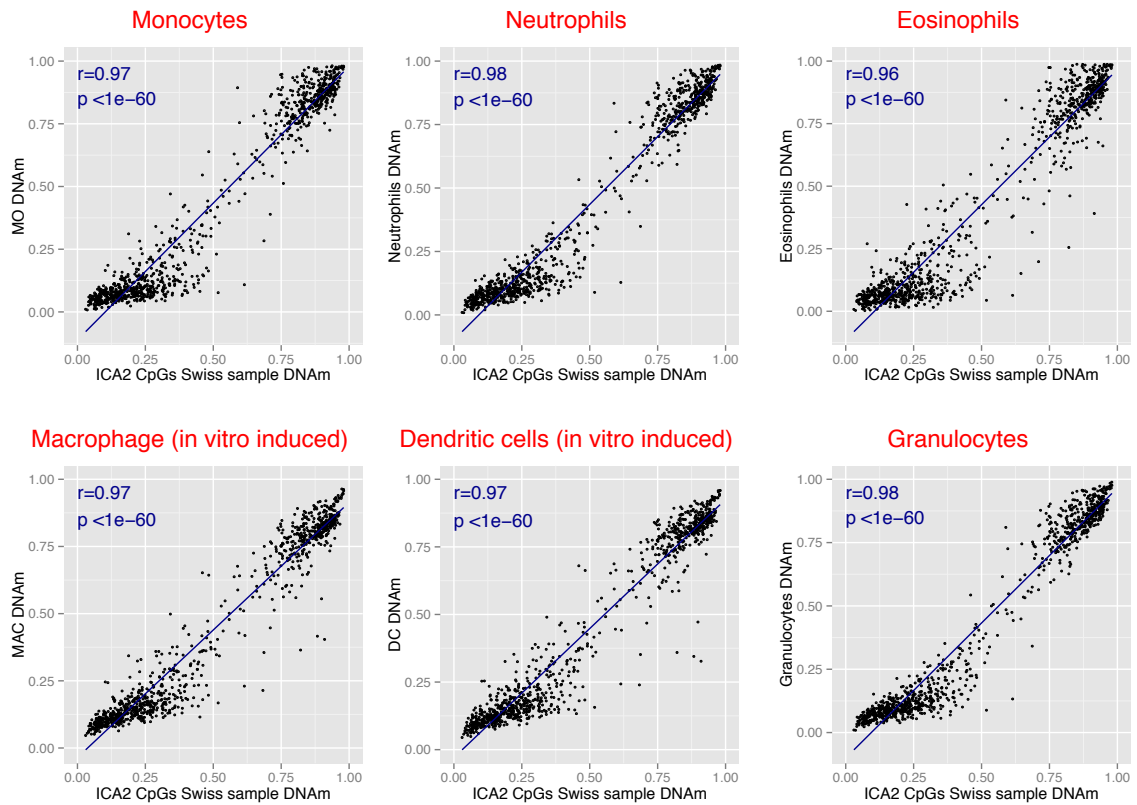 Monocytes
Neutrophils
Eosinophils
r=0.97
p <1e−60
MO DNAm
1.00
0.75
0.50
0.25
0.00
0.00 0.25 0.50 0.75 1.00
ICA2 CpGs Swiss sample DNAm
r=0.98
p <1e−60
Neutrophils DNAm
1.00
0.75
0.50
0.25
0.00
0.00 0.25 0.50 0.75 1.00
ICA2 CpGs Swiss sample DNAm
r=0.96
p <1e−60
Eosinophils DNAm
1.00
0.75
0.50
0.25
0.00
0.00 0.25 0.50 0.75 1.00
ICA2 CpGs Swiss sample DNAm
Macrophage (in vitro induced)
Dendritic cells (in vitro induced)
Granulocytes
r=0.97
p <1e−60
MAC DNAm
1.00
0.75
0.50
0.25
0.00
0.00 0.25 0.50 0.75 1.00
ICA2 CpGs Swiss sample DNAm
r=0.97
p <1e−60
DC DNAm
1.00
0.75
0.50
0.25
0.00
0.00 0.25 0.50 0.75 1.00
ICA2 CpGs Swiss sample DNAm
r=0.98
p <1e−60
Granulocytes DNAm
1.00
0.75
0.50
0.25
0.00
0.00 0.25 0.50 0.75 1.00
ICA2 CpGs Swiss sample DNAm